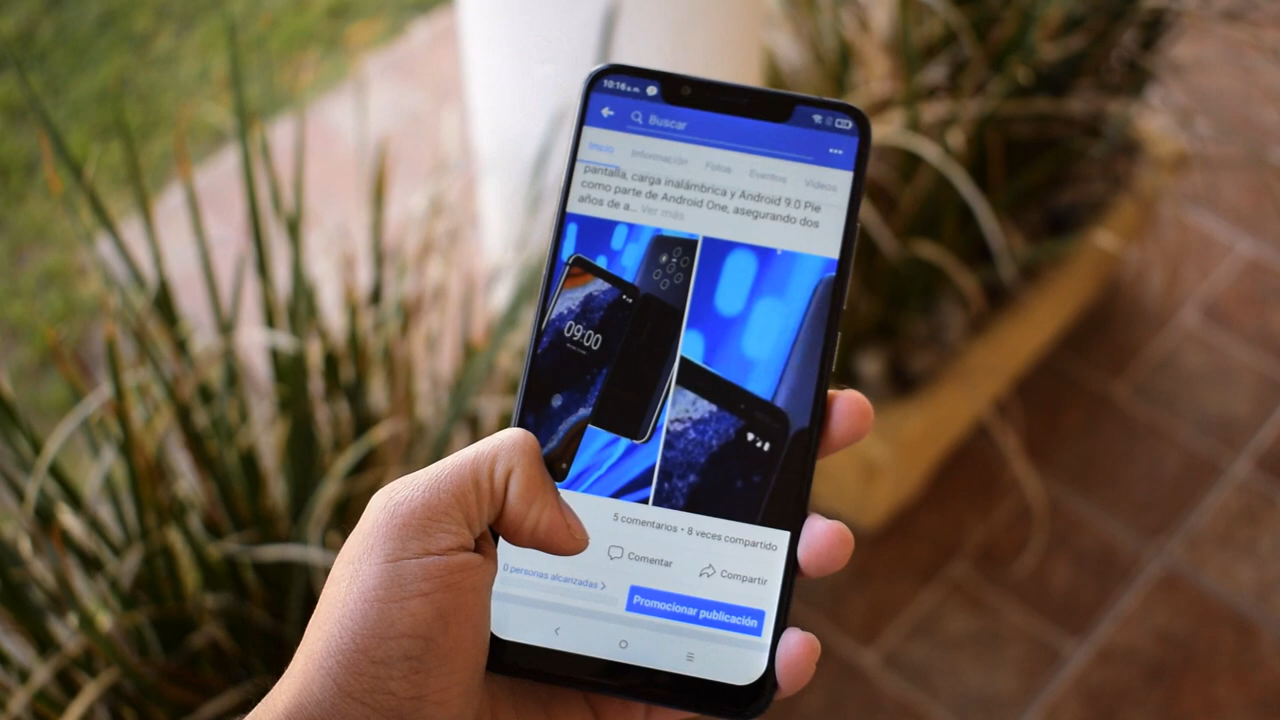 10:16 a.m.
Buscar
Inicio Información Fotos Eventos Videos
pantalla, carga inalámbrica y Android 9.0 Pie
como parte de Android One, asegurando dos
años de a... Ver más
09:00
5 comentarios • 8 veces compartido
Comentar Compartir
0 personas alcanzadas
Promocionar publicación